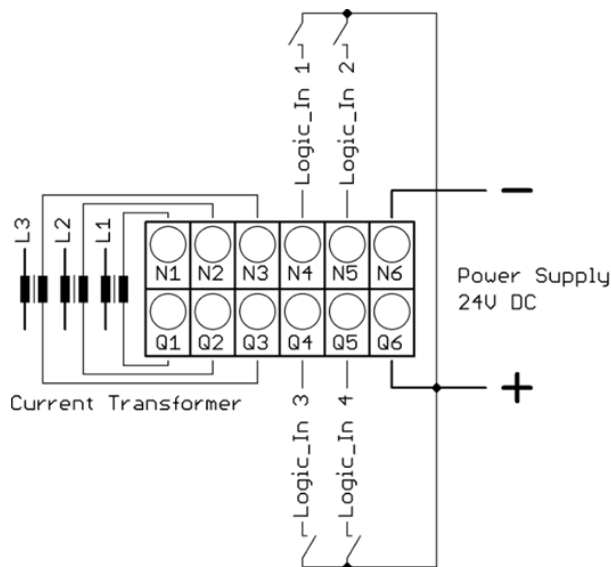 Logic_In 1
Logic_In 2
L3
L2
L1
N1 N2 N3 N4 N5 N6
Q1 Q2 Q3 Q4 Q5 Q6
Power Supply
24V DC
−
+
Current Transformer
Logic_In 3
Logic_In 4